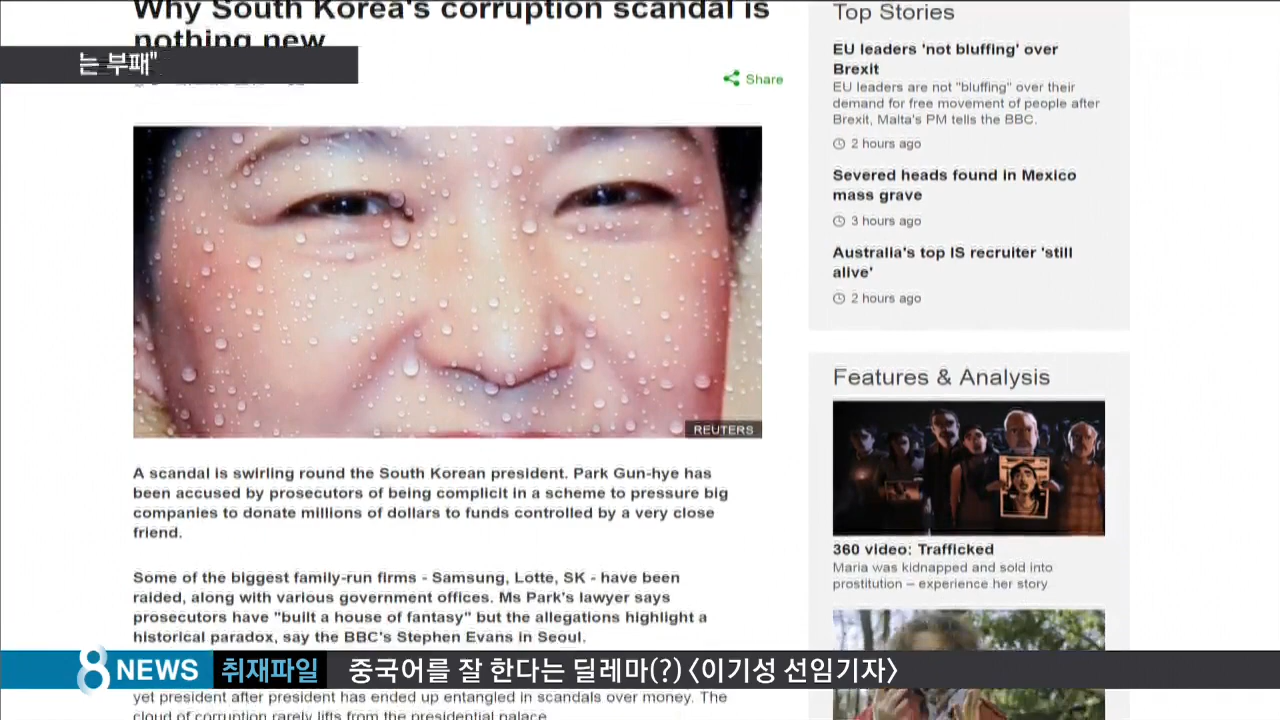 Why South Korea's corruption scandal is
nothing new
는 부패"
Share
REUTERS
A scandal is swirling round the South Korean president. Park Gun-hye has
been accused by prosecutors of being complicit in a scheme to pressure big
companies to donate millions of dollars to funds controlled by a very close
friend.
Some of the biggest family-run firms - Samsung, Lotte, SK - have been
raided, along with various government offices. Ms Park's lawyer says
prosecutors have "built a house of fantasy" but the allegations highlight a
historical paradox, say the BBC's Stephen Evans in Seoul.
yet president after president has ended up entangled in scandals over money. The
cloud of corruption rarely lifts from the presidential palace.
Top Stories
EU leaders 'not bluffing' over
Brexit
EU leaders are not "bluffing" over their
demand for free movement of people after
Brexit, Malta's PM tells the BBC.
2 hours ago
Severed heads found in Mexico
mass grave
3 hours ago
Australia's top IS recruiter 'still
alive'
2 hours ago
Features & Analysis
360 video: Trafficked
Maria was kidnapped and sold into
prostitution – experience her story
8 NEWS 취재파일 중국어를 잘 한다는 딜레마(?) 〈이기성 선임기자〉